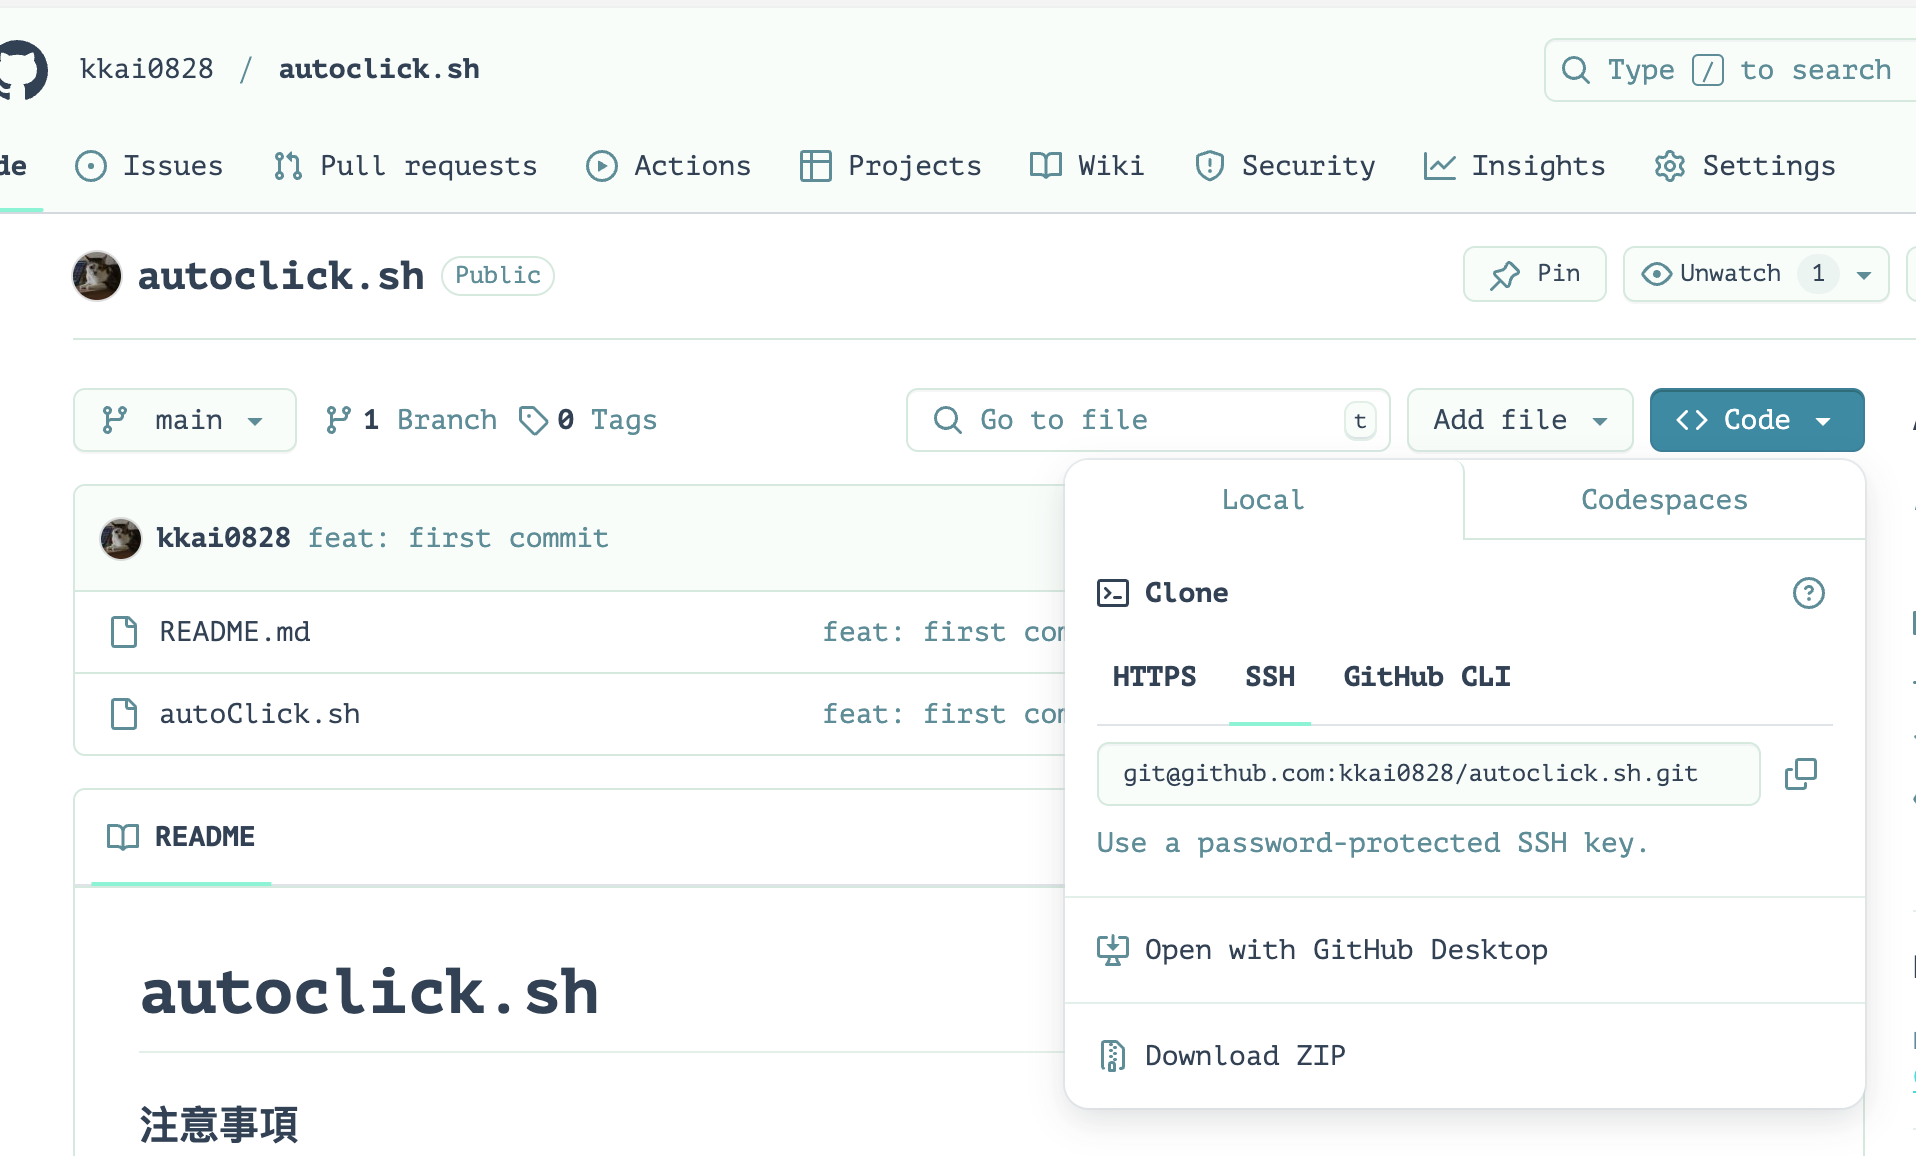 kkai0828 / autoclick.sh
Type / to search
de Issues Pull requests Actions Projects Wiki Security Insights Settings
autoclick.sh Public
Pin Unwatch 1
main 1 Branch 0 Tags
Go to file t Add file Code
Local Codespaces
kkai0828 feat: first commit
README.md feat: first com
autoClick.sh feat: first com
Clone
HTTPS SSH GitHub CLI
git@github.com:kkai0828/autoclick.sh.git
Use a password-protected SSH key.
Open with GitHub Desktop
Download ZIP
README
autoclick.sh
注意事項